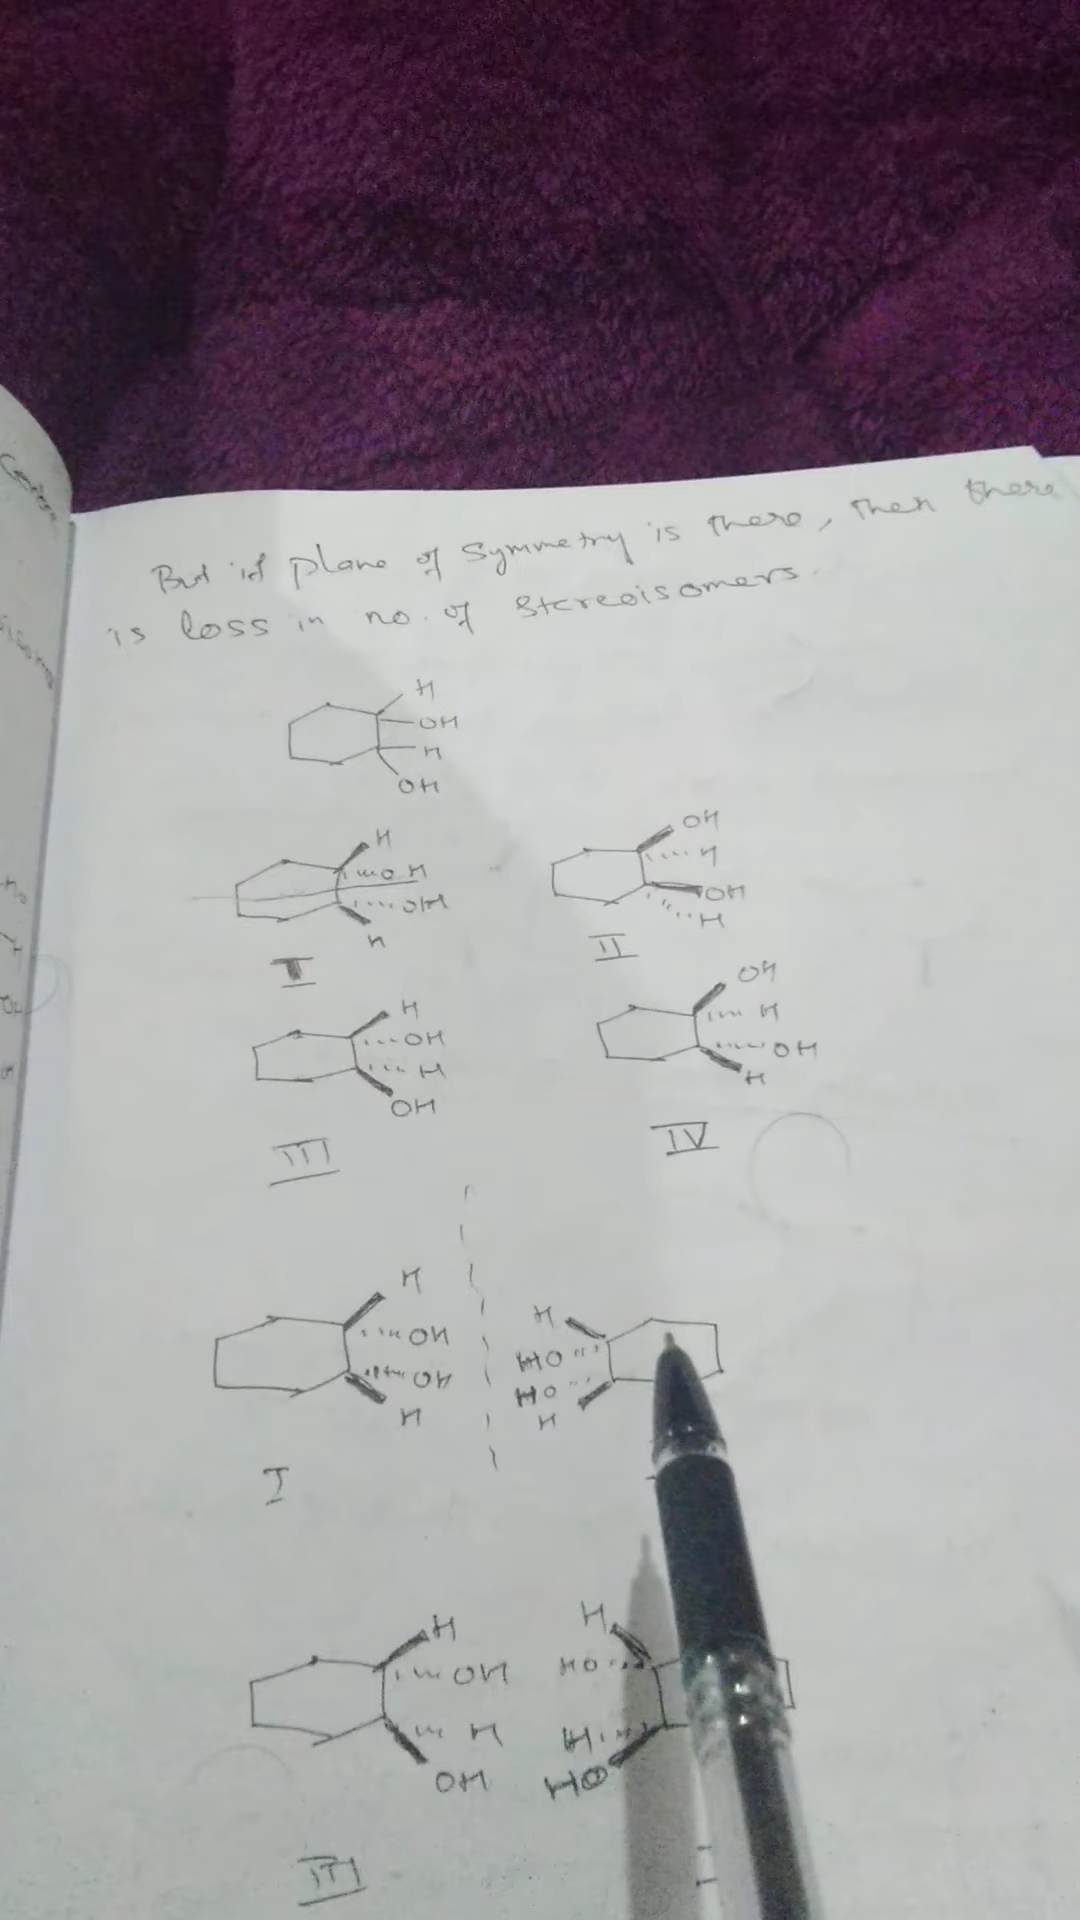 But if plane of symmetry is there, then there
is loss in no. of stereoisomers.
H
OH
H
OH
H
OH
OH
H
I
OH
H
OH
H
II
H
OH
H
OH
III
OH
H
OH
H
IV
H
OH
OH
H
I
H
HO
HO
H
H
OH
H
OH
III
H
HO
H
HO